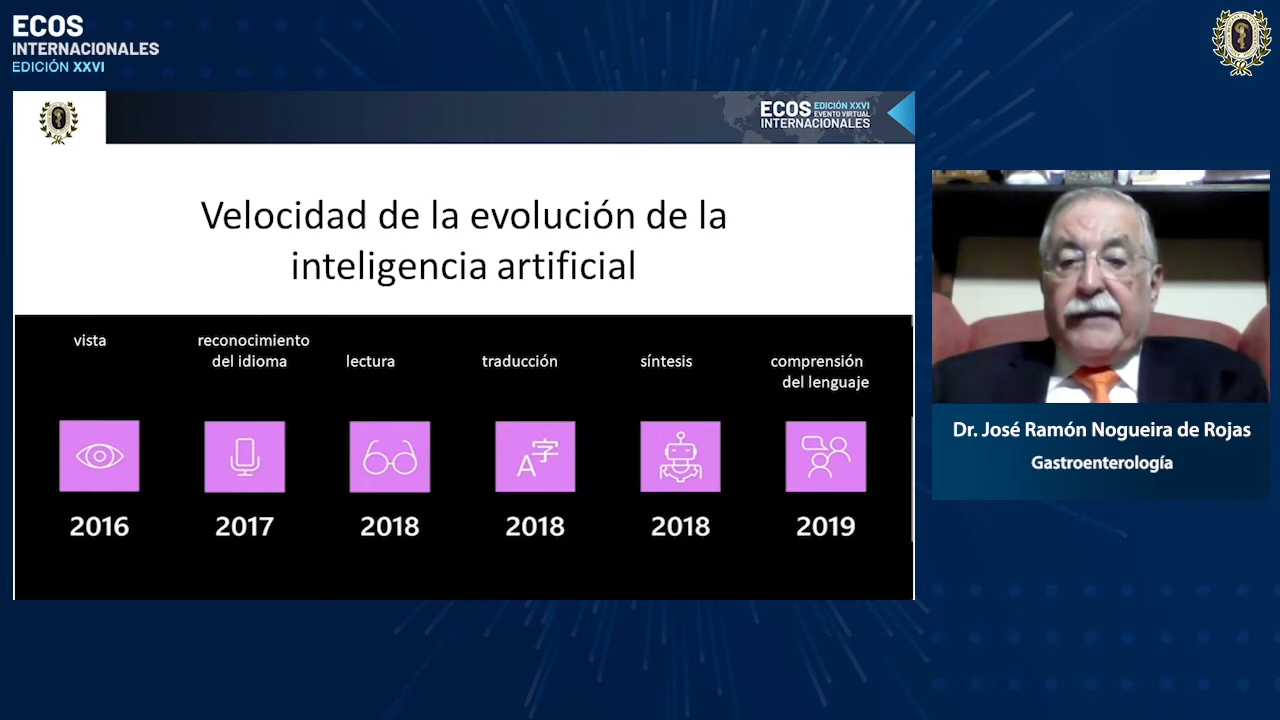 ECOS
INTERNACIONALES
EDICIÓN XXVI
ECOS EDICIÓN XXVI
EVENTO VIRTUAL
INTERNACIONALES
Velocidad de la evolución de la
inteligencia artificial
vista
reconocimiento
del idioma
lectura
traducción
síntesis
comprensión
del lenguaje
A字
2016
2017
2018
2018
2018
2019
Dr. José Ramón Nogueira de Rojas
Gastroenterología